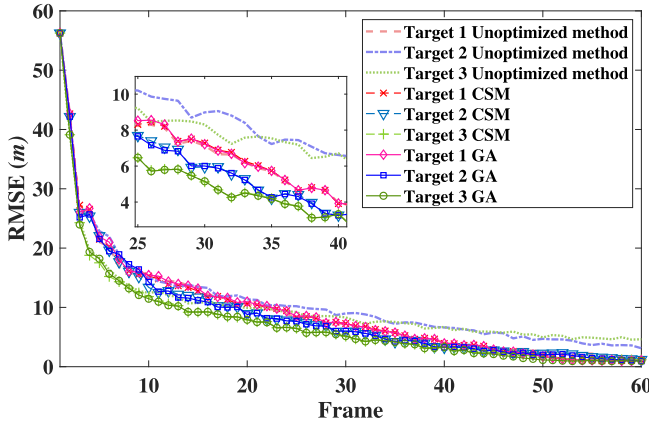 60
50
40
30
20
10
0
RMSE (m)
10
20
30
40
50
60
Frame
10
8
6
4
25
30
35
40
Target 1 Unoptimized method
Target 2 Unoptimized method
Target 3 Unoptimized method
Target 1 CSM
Target 2 CSM
Target 3 CSM
Target 1 GA
Target 2 GA
Target 3 GA